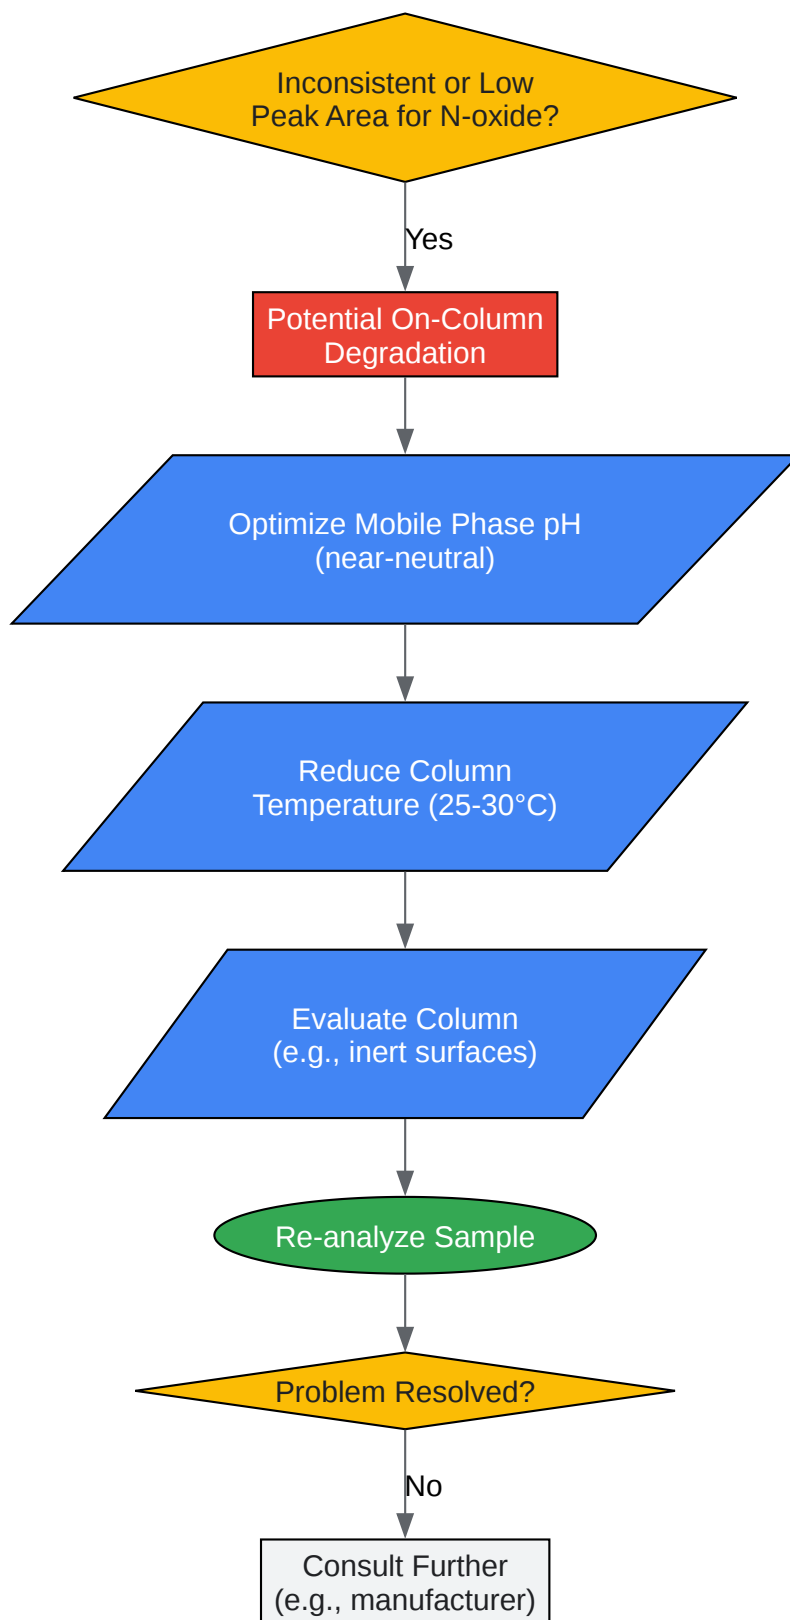 Inconsistent or Low
Peak Area for N-oxide?
Yes
Potential On-Column
Degradation
Optimize Mobile Phase pH
(near-neutral)
Reduce Column
Temperature (25-30°C)
Evaluate Column
(e.g., inert surfaces)
Re-analyze Sample
Problem Resolved?
No
Consult Further
(e.g., manufacturer)